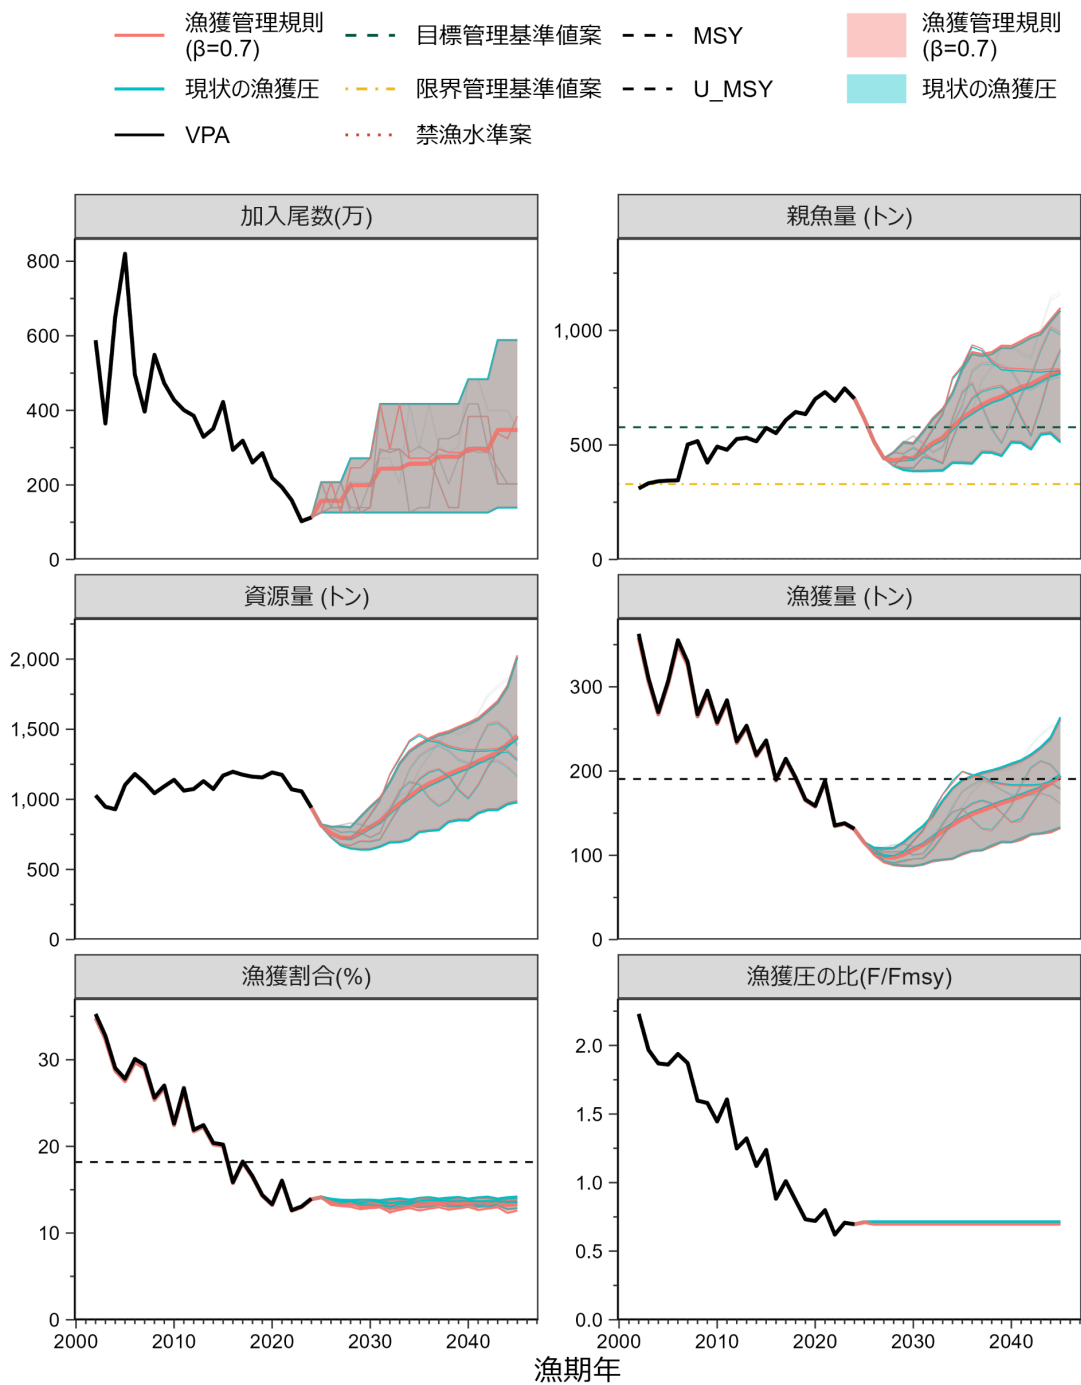 漁獲管理規則
(β=0.7)
目標管理基準値案
MSY
漁獲管理規則
(β=0.7)
現状の漁獲圧
限界管理基準値案
U_MSY
現状の漁獲圧
VPA
禁漁水準案
加入尾数(万)
800
600
400
200
0
親魚量 (トン)
1,000
500
0
資源量 (トン)
2,000
1,500
1,000
500
0
漁獲量 (トン)
300
200
100
0
漁獲割合(%)
30
20
10
0
2000 2010 2020 2030 2040
漁獲圧の比(F/Fmsy)
2.0
1.5
1.0
0.5
0.0
2000 2010 2020 2030 2040
漁期年